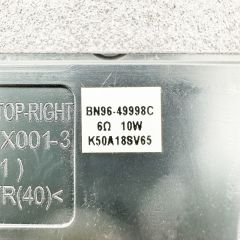 TOP-RIGHT
X001-3
1 )
R(40)<
BN96-49998C
6Ω 10W
K50A18SV65